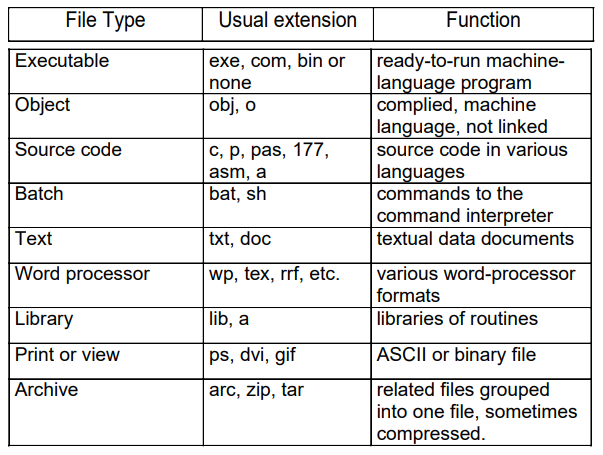 File Type Usual extension Function
Executable exe, com, bin or none ready-to-run machine-language program
Object obj, o complied, machine language, not linked
Source code c, p, pas, 177, asm, a source code in various languages
Batch bat, sh commands to the command interpreter
Text txt, doc textual data documents
Word processor wp, tex, rrf, etc. various word-processor formats
Library lib, a libraries of routines
Print or view ps, dvi, gif ASCII or binary file
Archive arc, zip, tar related files grouped into one file, sometimes compressed.